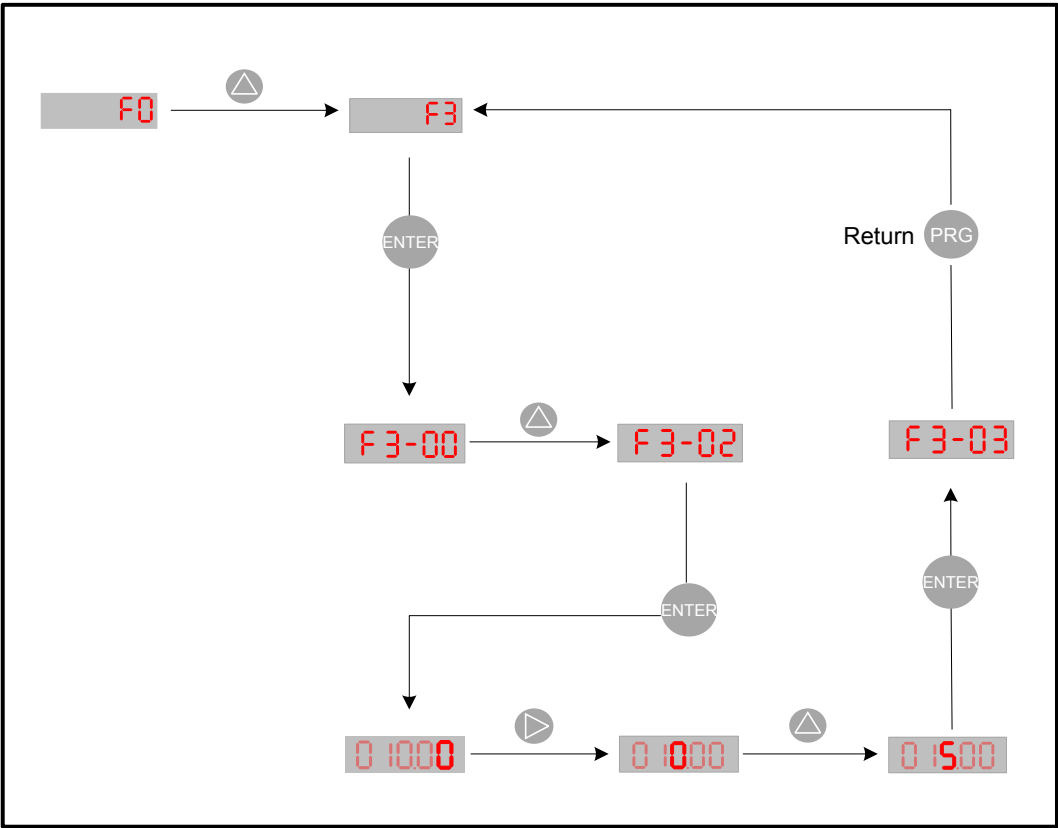 F0
F3
ENTER
Return PRG
F3-00
F3-02
F3-03
ENTER
ENTER
010.00
010.00
015.00